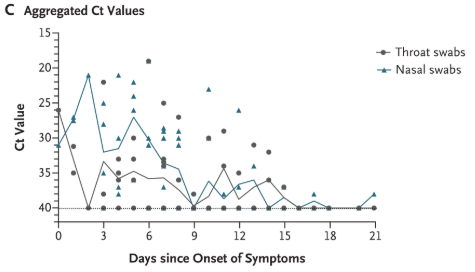 C Aggregated Ct Values
15
20
25
30
35
40
Ct Value
0 3 6 9 12 15 18 21
Days since Onset of Symptoms
Throat swabs
Nasal swabs